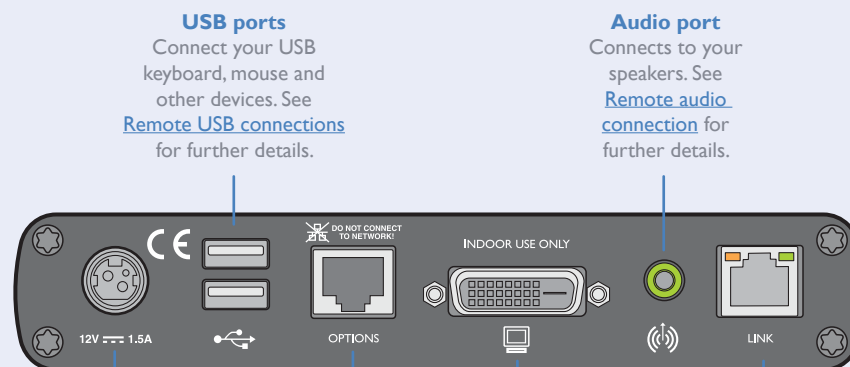 USB ports
Connect your USB
keyboard, mouse and
other devices. See
Remote USB connections
for further details.
Audio port
Connects to your
speakers. See
Remote audio
connection for
further details.
CE
DO NOT CONNECT
TO NETWORK!
INDOOR USE ONLY
12V 1.5A
OPTIONS
LINK